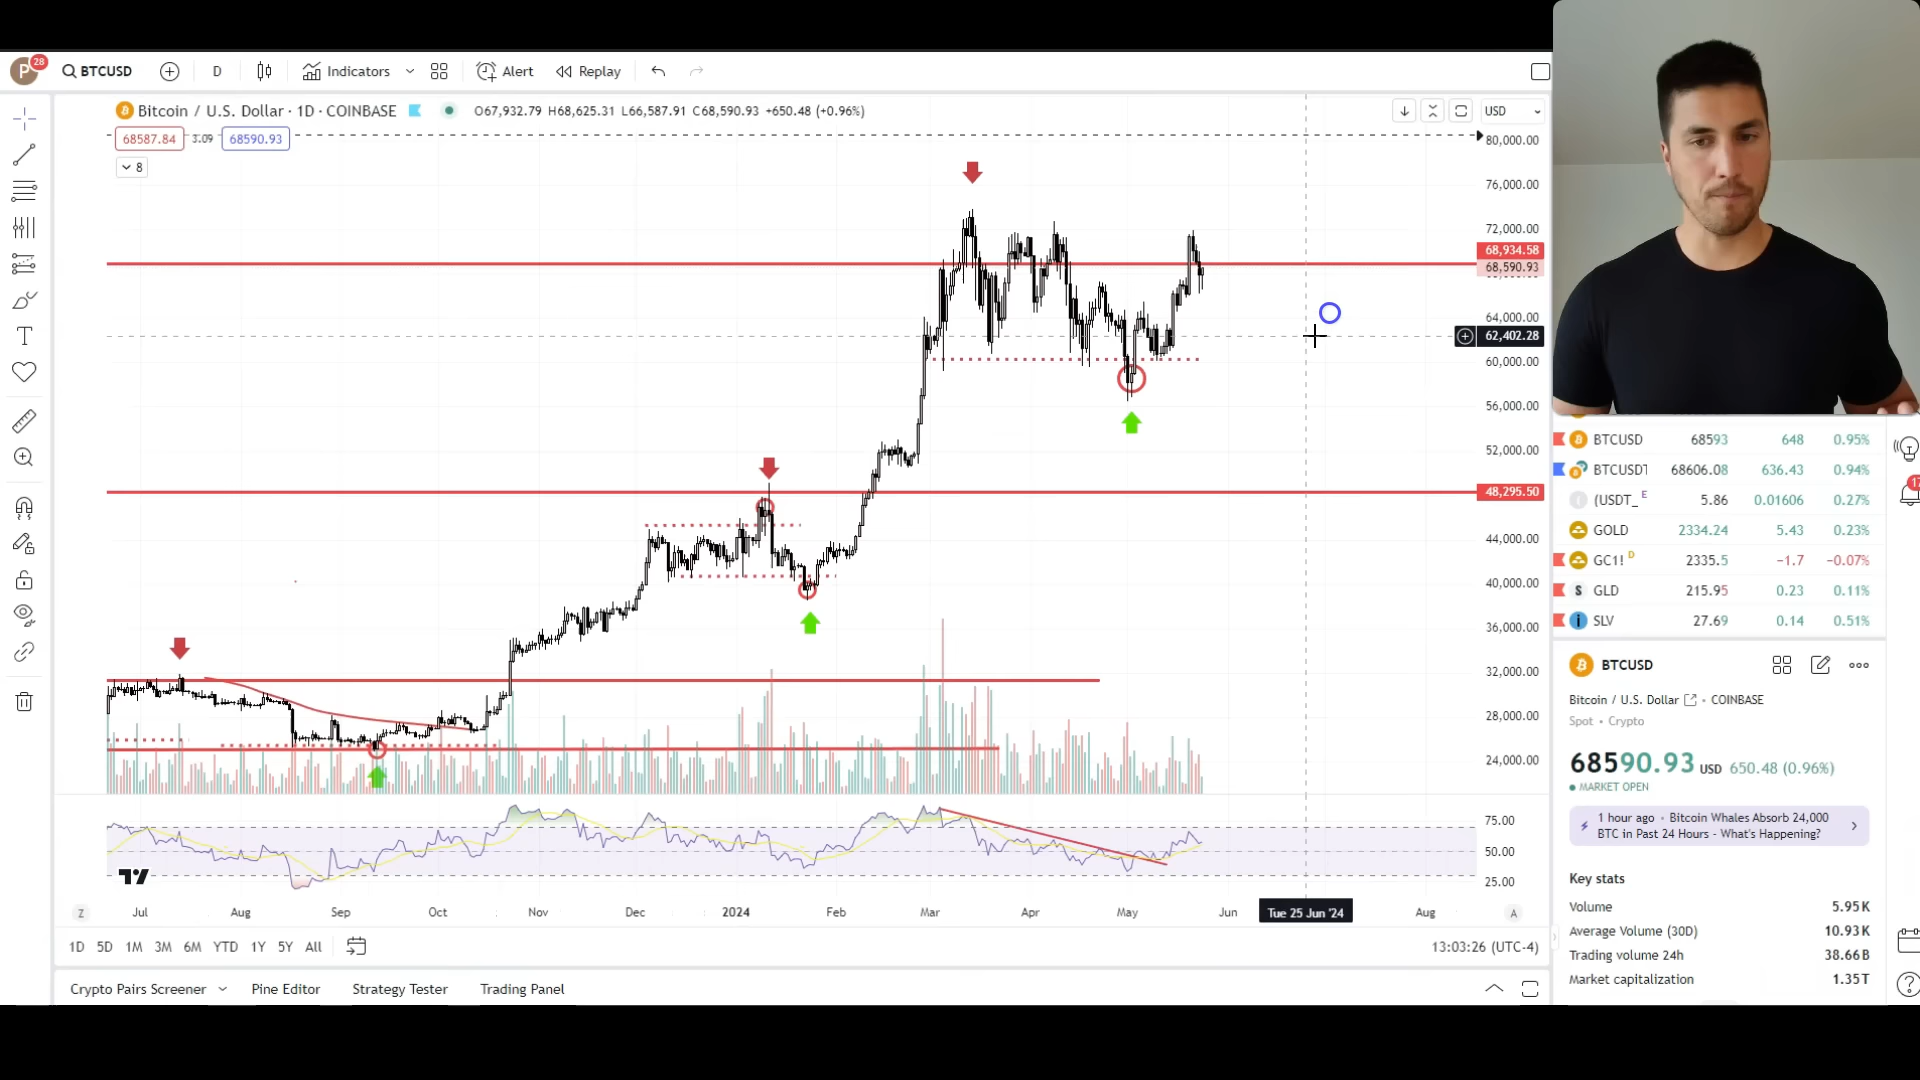 P 28 BTCUSD D Indicators Alert Replay
Bitcoin / U.S. Dollar · 1D · COINBASE O67,932.79 H68,625.31 L66,587.91 C68,590.93 +650.48 (+0.96%) USD
68587.84 3.09 68590.93
8
80,000.00
76,000.00
72,000.00
68,934.58
68,590.93
64,000.00
62,402.28
60,000.00
56,000.00
52,000.00
48,295.50
44,000.00
40,000.00
36,000.00
32,000.00
28,000.00
24,000.00
75.00
50.00
25.00
Z Jul Aug Sep Oct Nov Dec 2024 Feb Mar Apr May Jun Tue 25 Jun '24 Aug A
1D 5D 1M 3M 6M YTD 1Y 5Y All 13:03:26 (UTC-4)
Crypto Pairs Screener Pine Editor Strategy Tester Trading Panel
BTCUSD 68593 648 0.95%
BTCUSDT 68606.08 636.43 0.94%
(USDT_ E 5.86 0.01606 0.27%
GOLD 2334.24 5.43 0.23%
GC1! D 2335.5 −1.7 −0.07%
S GLD 215.95 0.23 0.11%
SLV 27.69 0.14 0.51%
BTCUSD
Bitcoin / U.S. Dollar • COINBASE
Spot • Crypto
68590.93 USD 650.48 (0.96%)
MARKET OPEN
1 hour ago • Bitcoin Whales Absorb 24,000
BTC in Past 24 Hours - What's Happening?
Key stats
Volume 5.95K
Average Volume (30D) 10.93K
Trading volume 24h 38.66B
Market capitalization 1.35T